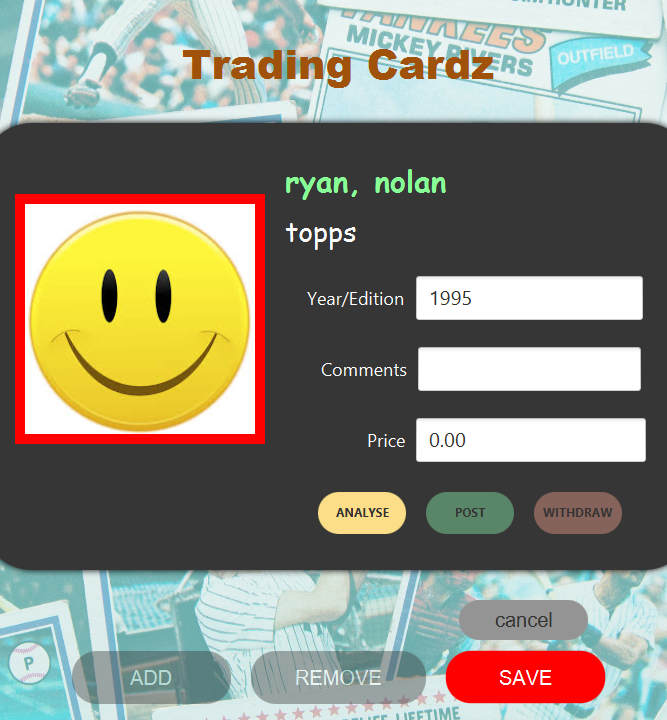 HUNTER
YANKEES
MICKEY RIVERS
OUTFIELD
Trading Cardz
ryan, nolan
topps
Year/Edition 1995
Comments
Price 0.00
ANALYSE POST WITHDRAW
cancel
P
ADD REMOVE SAVE
LIFETIME